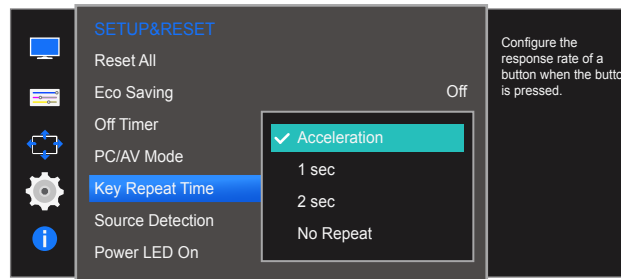 SETUP&RESET
Reset All
Eco Saving Off
Off Timer
PC/AV Mode
Key Repeat Time
Source Detection
Power LED On
Acceleration
1 sec
2 sec
No Repeat
Configure the
response rate of a
button when the butto
is pressed.